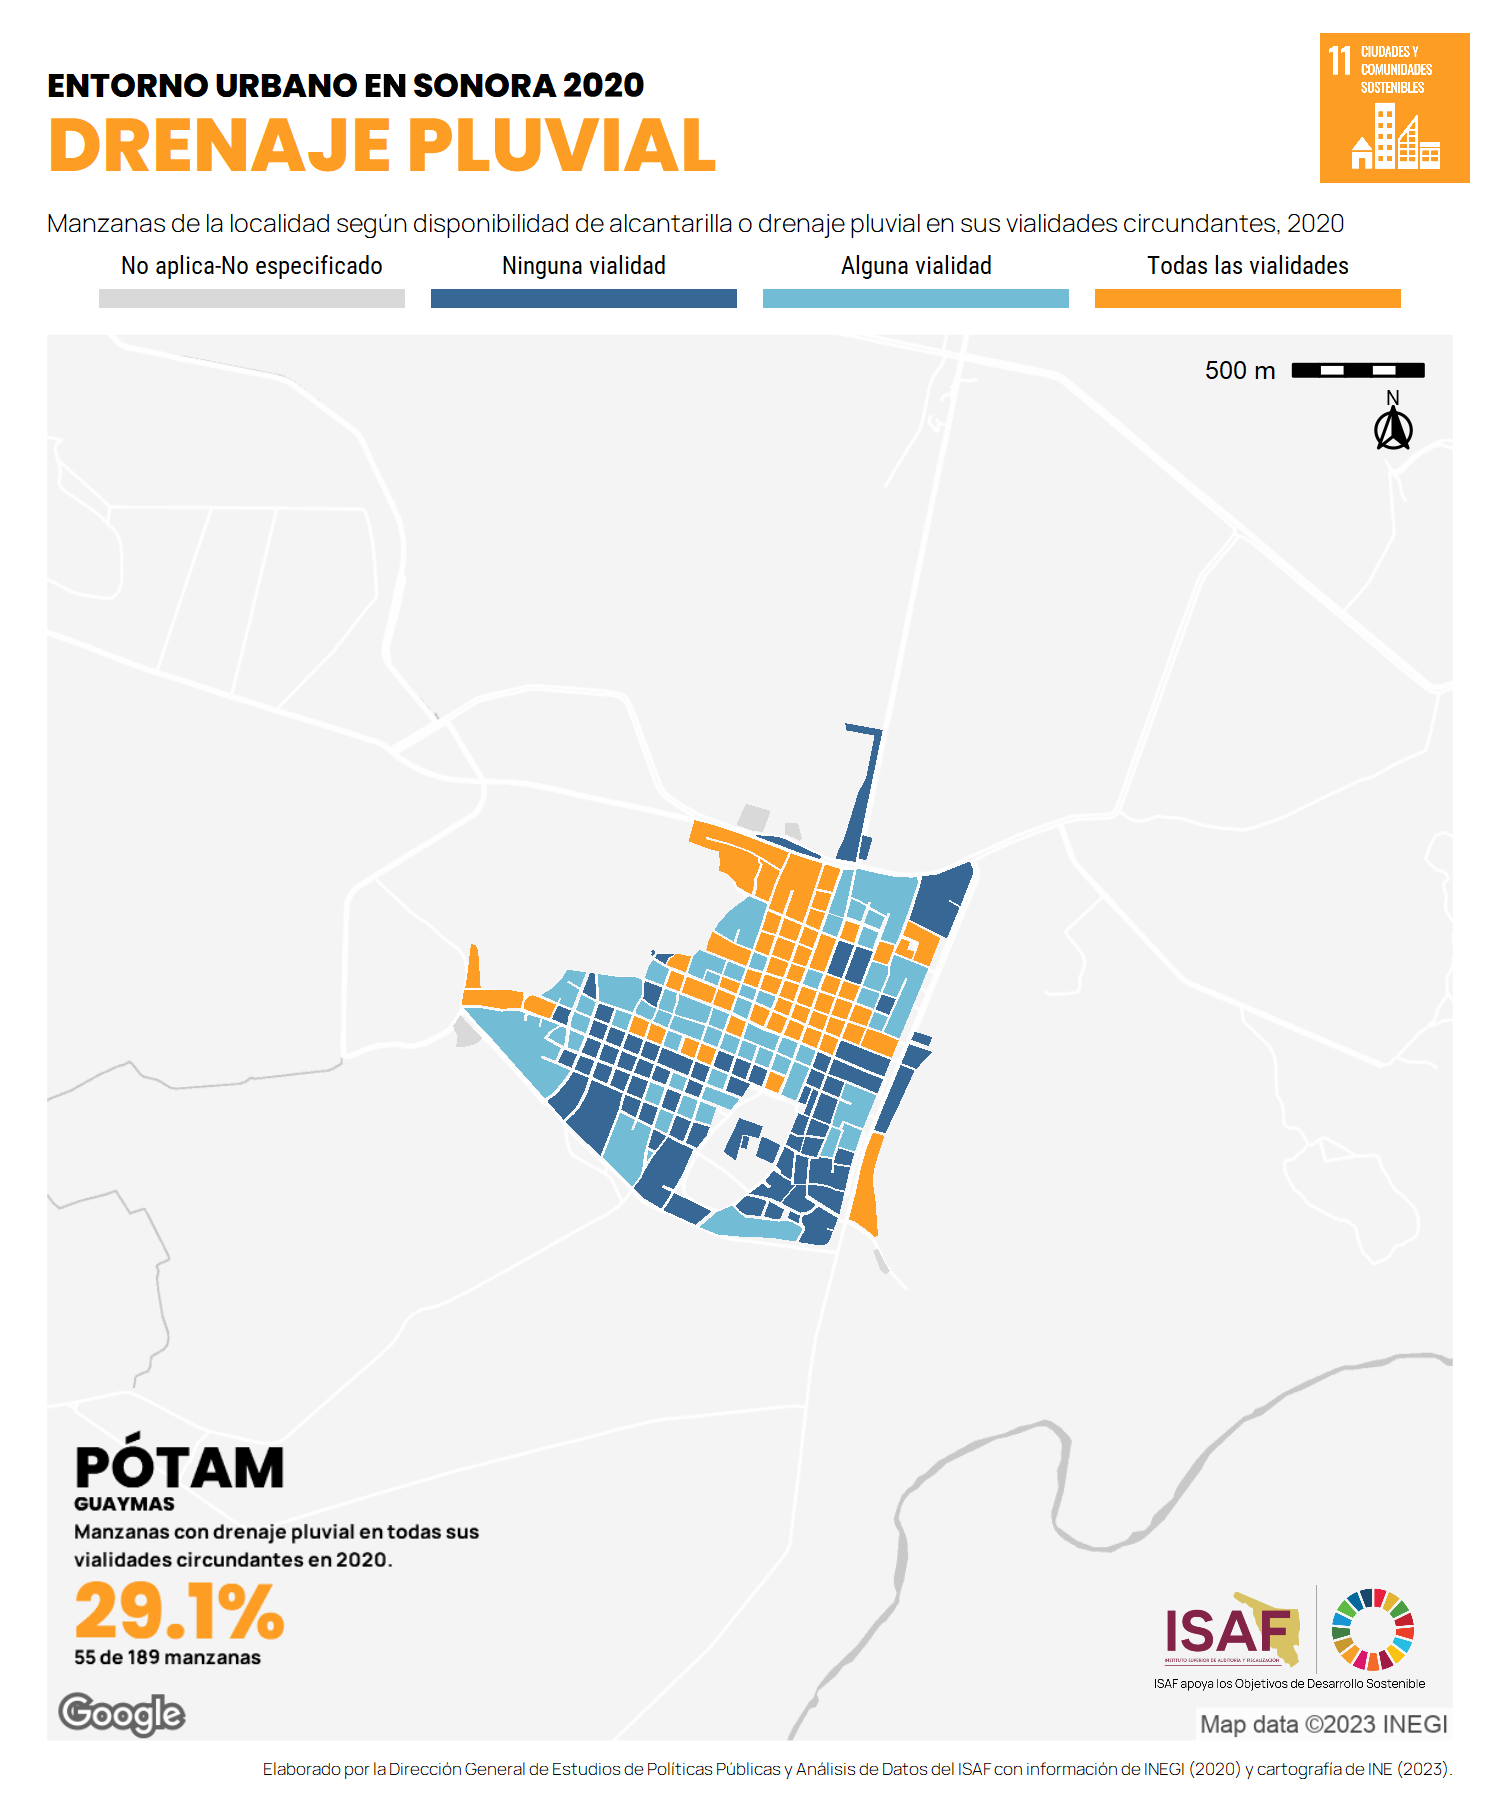 ENTORNO URBANO EN SONORA 2020
DRENAJE PLUVIAL
11 CIUDADES Y
COMUNIDADES
SOSTENIBLES
Manzanas de la localidad según disponibilidad de alcantarilla o drenaje pluvial en sus vialidades circundantes, 2020
No aplica-No especificado
Ninguna vialidad
Alguna vialidad
Todas las vialidades
500 m
N
PÓTAM
GUAYMAS
Manzanas con drenaje pluvial en todas sus
vialidades circundantes en 2020.
29.1%
55 de 189 manzanas
ISAF
INSTITUTO SUPERIOR DE AUDITORÍA Y FISCALIZACIÓN
ISAF apoya los Objetivos de Desarrollo Sostenible
Google
Map data ©2023 INEGI
Elaborado por la Dirección General de Estudios de Políticas Públicas y Análisis de Datos del ISAF con información de INEGI (2020) y cartografía de INE (2023).